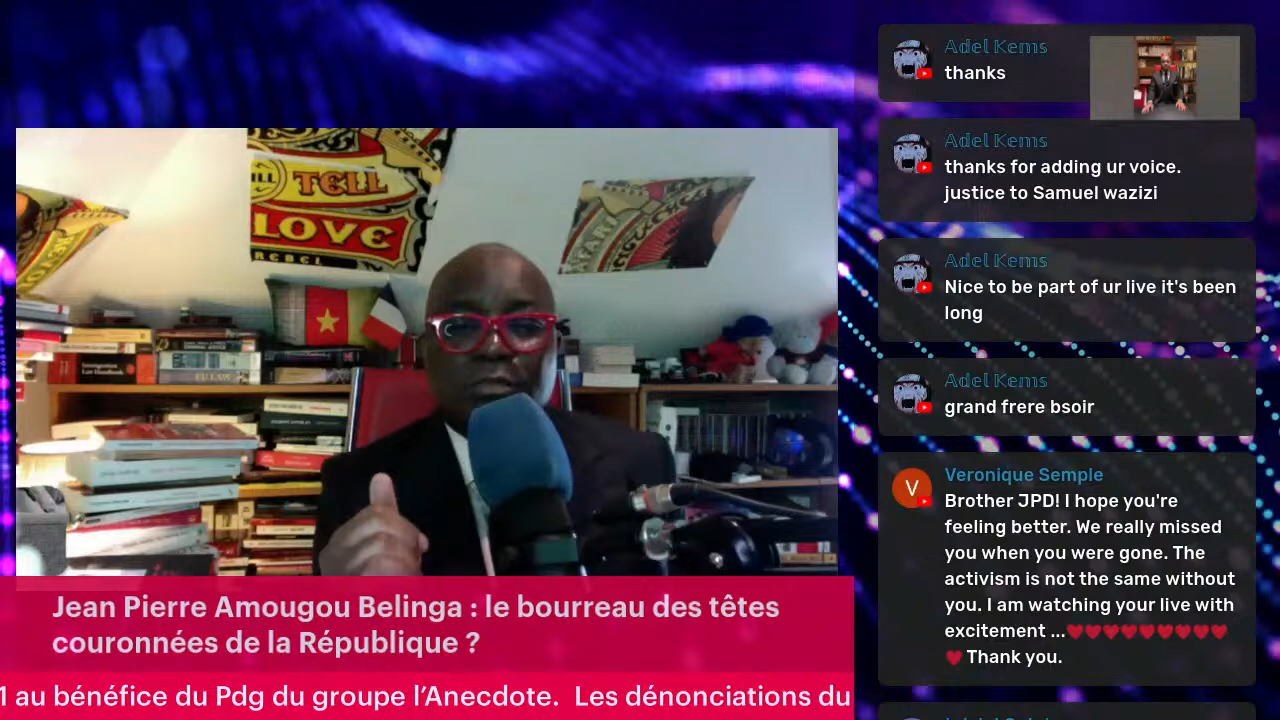 TELL
LOVE
REBEL
Jean Pierre Amougou Belinga : le bourreau des têtes
couronnées de la République ?
au bénéfice du Pdg du groupe l’Anecdote. Les dénonciations du
Adel Kems
thanks
Adel Kems
thanks for adding ur voice.
justice to Samuel wazizi
Adel Kems
Nice to be part of ur live it's been
long
Adel Kems
grand frere bsoir
V
Veronique Semple
Brother JPD! I hope you're
feeling better. We really missed
you when you were gone. The
activism is not the same without
you. I am watching your live with
excitement ...❤❤❤❤❤❤❤❤❤
❤ Thank you.